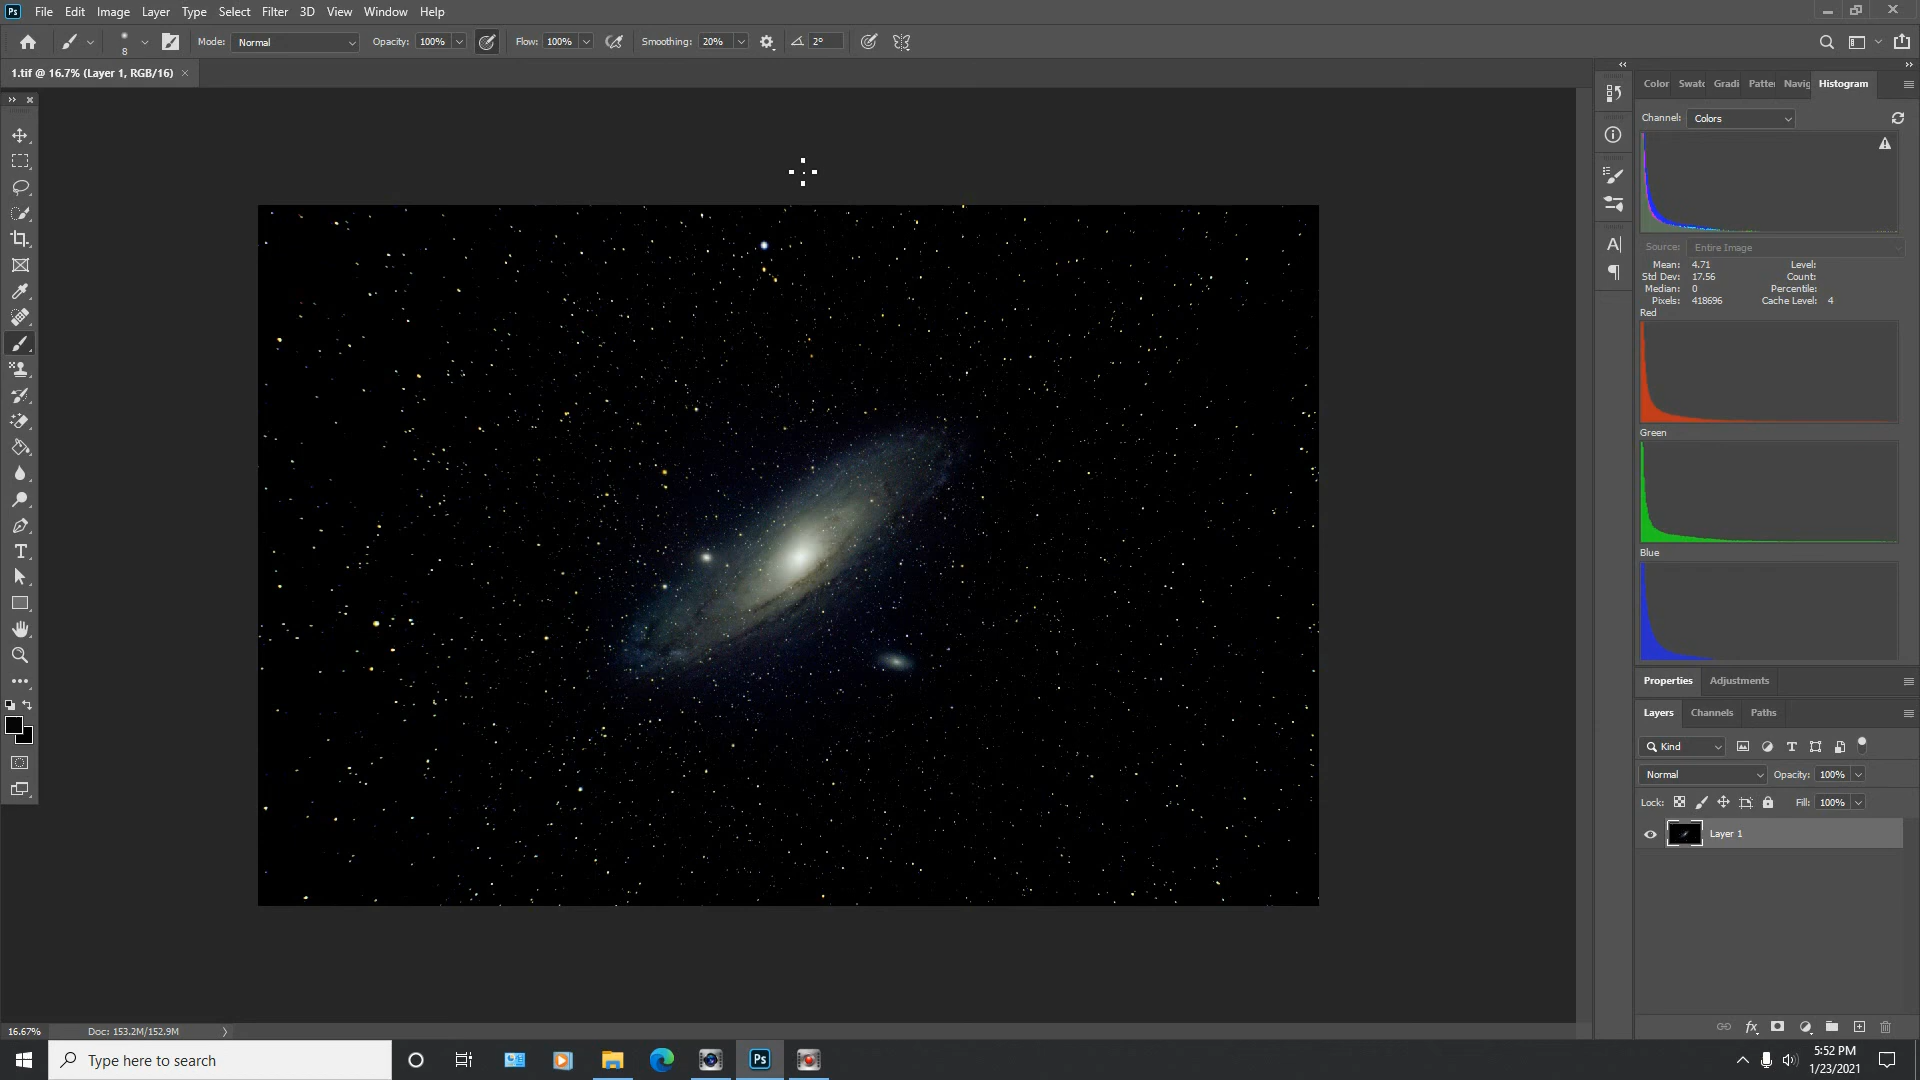 Ps File Edit Image Layer Type Select Filter 3D View Window Help
8 Mode: Normal Opacity: 100% Flow: 100% Smoothing: 20% 2°
1.tif @ 16.7% (Layer 1, RGB/16)
Color Swatc Gradi Patte Navig Histogram
Channel: Colors
Source: Entire Image
Mean: 4.71 Level:
Std Dev: 17.56 Count:
Median: 0 Percentile:
Pixels: 418696 Cache Level: 4
Red
Green
Blue
Properties Adjustments
Layers Channels Paths
Kind
Normal Opacity: 100%
Lock: Fill: 100%
Layer 1
16.67% Doc: 153.2M/152.9M
Type here to search
Ps
5:52 PM
1/23/2021